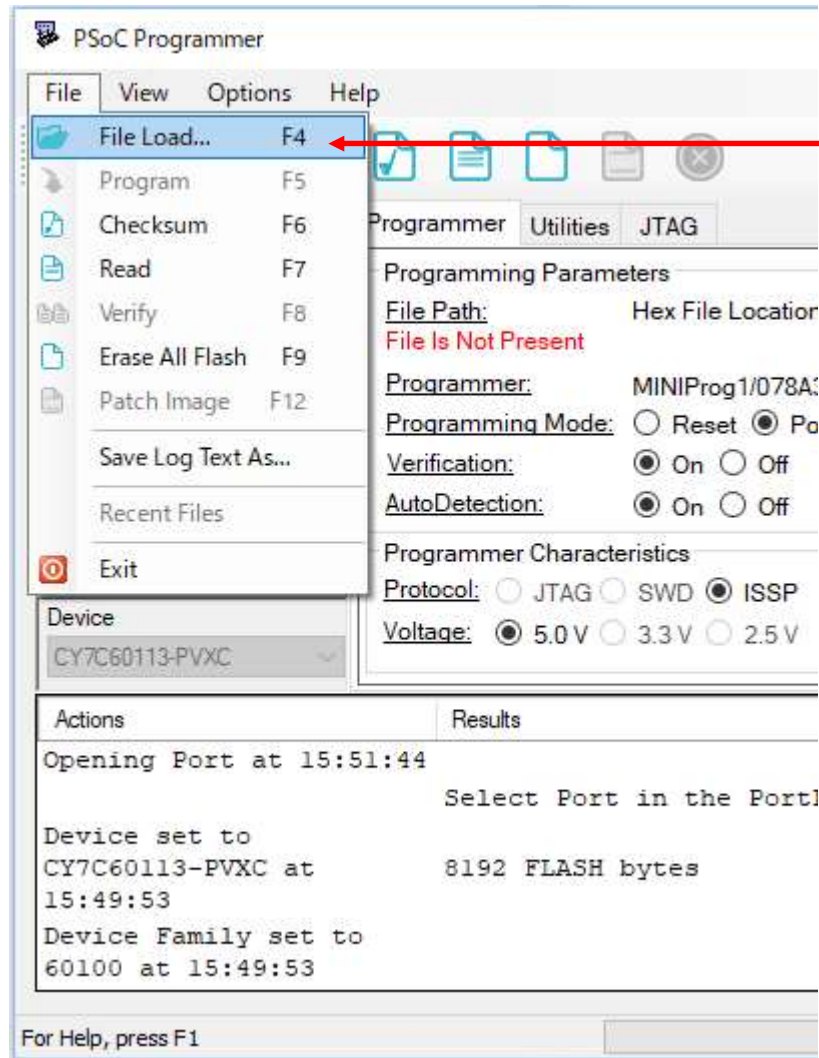 PSoC Programmer
File View Options Help
File Load... F4
Program F5
Checksum F6
Read F7
Verify F8
Erase All Flash F9
Patch Image F12
Save Log Text As...
Recent Files
Exit
Programmer Utilities JTAG
Programming Parameters
File Path: Hex File Location
File Is Not Present
Programmer: MINIProg1/078A3
Programming Mode: Reset Po
Verification: On Off
AutoDetection: On Off
Programmer Characteristics
Protocol: JTAG SWD ISSP
Voltage: 5.0 V 3.3 V 2.5 V
Device
CY7C60113-PVXC
Actions Results
Opening Port at 15:51:44
Select Port in the Port
Device set to
CY7C60113-PVXC at 8192 FLASH bytes
15:49:53
Device Family set to
60100 at 15:49:53
For Help, press F1